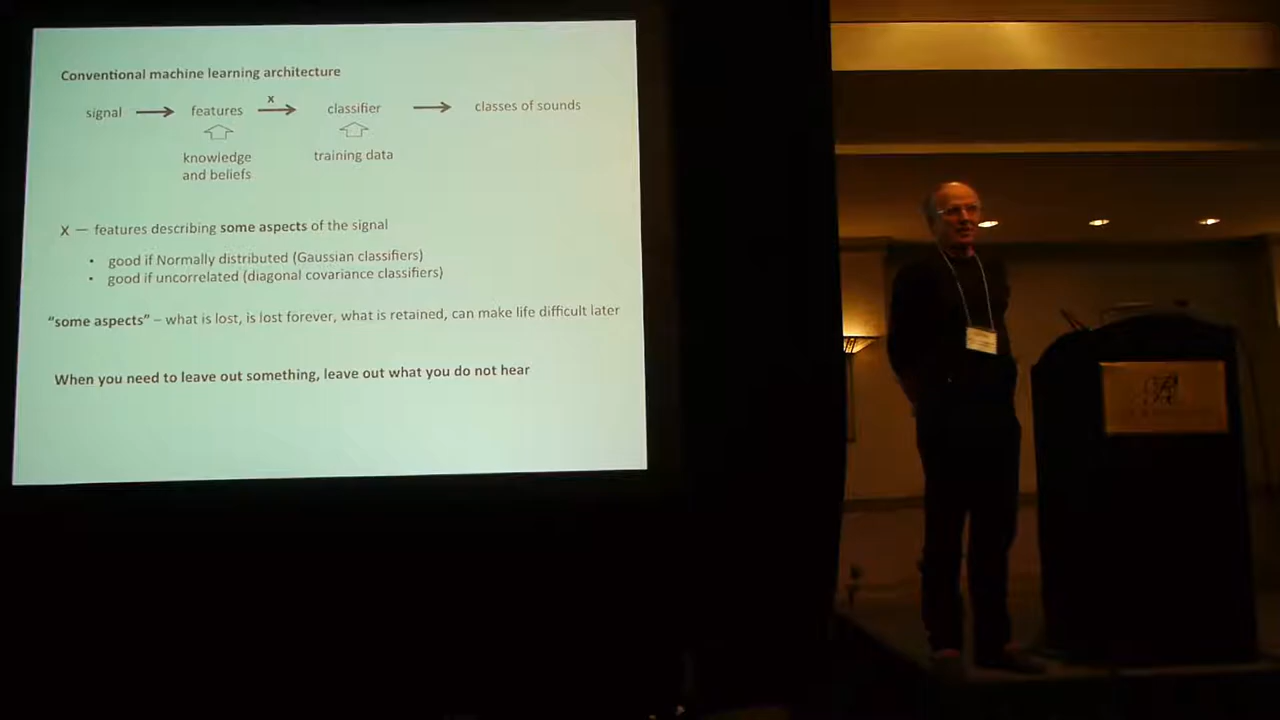 Conventional machine learning architecture
x
signal features classifier classes of sounds
knowledge training data
and beliefs
X — features describing some aspects of the signal
• good if Normally distributed (Gaussian classifiers)
• good if uncorrelated (diagonal covariance classifiers)
“some aspects” – what is lost, is lost forever, what is retained, can make life difficult later
When you need to leave out something, leave out what you do not hear